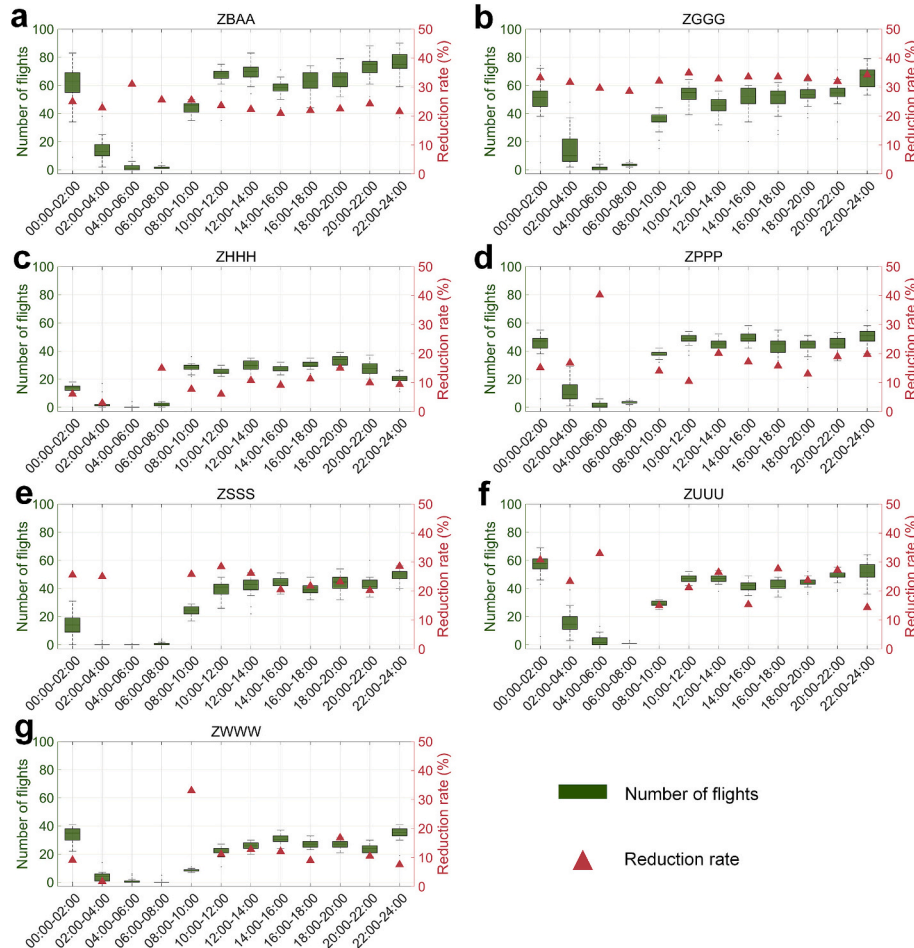 a
ZBAA
b
ZGGG
100 80 60 40 20 0
Number of flights
50 40 30 20 10 0
Reduction rate (%)
100 80 60 40 20 0
Number of flights
50 40 30 20 10 0
Reduction rate (%)
00:00-02:00 02:00-04:00 04:00-06:00 06:00-08:00 08:00-10:00 10:00-12:00 12:00-14:00 14:00-16:00 16:00-18:00 18:00-20:00 20:00-22:00 22:00-24:00
00:00-02:00 02:00-04:00 04:00-06:00 06:00-08:00 08:00-10:00 10:00-12:00 12:00-14:00 14:00-16:00 16:00-18:00 18:00-20:00 20:00-22:00 22:00-24:00
c
ZHHH
d
ZPPP
100 80 60 40 20 0
Number of flights
50 40 30 20 10 0
Reduction rate (%)
100 80 60 40 20 0
Number of flights
50 40 30 20 10 0
Reduction rate (%)
00:00-02:00 02:00-04:00 04:00-06:00 06:00-08:00 08:00-10:00 10:00-12:00 12:00-14:00 14:00-16:00 16:00-18:00 18:00-20:00 20:00-22:00 22:00-24:00
00:00-02:00 02:00-04:00 04:00-06:00 06:00-08:00 08:00-10:00 10:00-12:00 12:00-14:00 14:00-16:00 16:00-18:00 18:00-20:00 20:00-22:00 22:00-24:00
e
ZSSS
f
ZUUU
100 80 60 40 20 0
Number of flights
50 40 30 20 10 0
Reduction rate (%)
100 80 60 40 20 0
Number of flights
50 40 30 20 10 0
Reduction rate (%)
00:00-02:00 02:00-04:00 04:00-06:00 06:00-08:00 08:00-10:00 10:00-12:00 12:00-14:00 14:00-16:00 16:00-18:00 18:00-20:00 20:00-22:00 22:00-24:00
00:00-02:00 02:00-04:00 04:00-06:00 06:00-08:00 08:00-10:00 10:00-12:00 12:00-14:00 14:00-16:00 16:00-18:00 18:00-20:00 20:00-22:00 22:00-24:00
g
ZWWW
100 80 60 40 20 0
Number of flights
50 40 30 20 10 0
Reduction rate (%)
00:00-02:00 02:00-04:00 04:00-06:00 06:00-08:00 08:00-10:00 10:00-12:00 12:00-14:00 14:00-16:00 16:00-18:00 18:00-20:00 20:00-22:00 22:00-24:00
Number of flights
Reduction rate